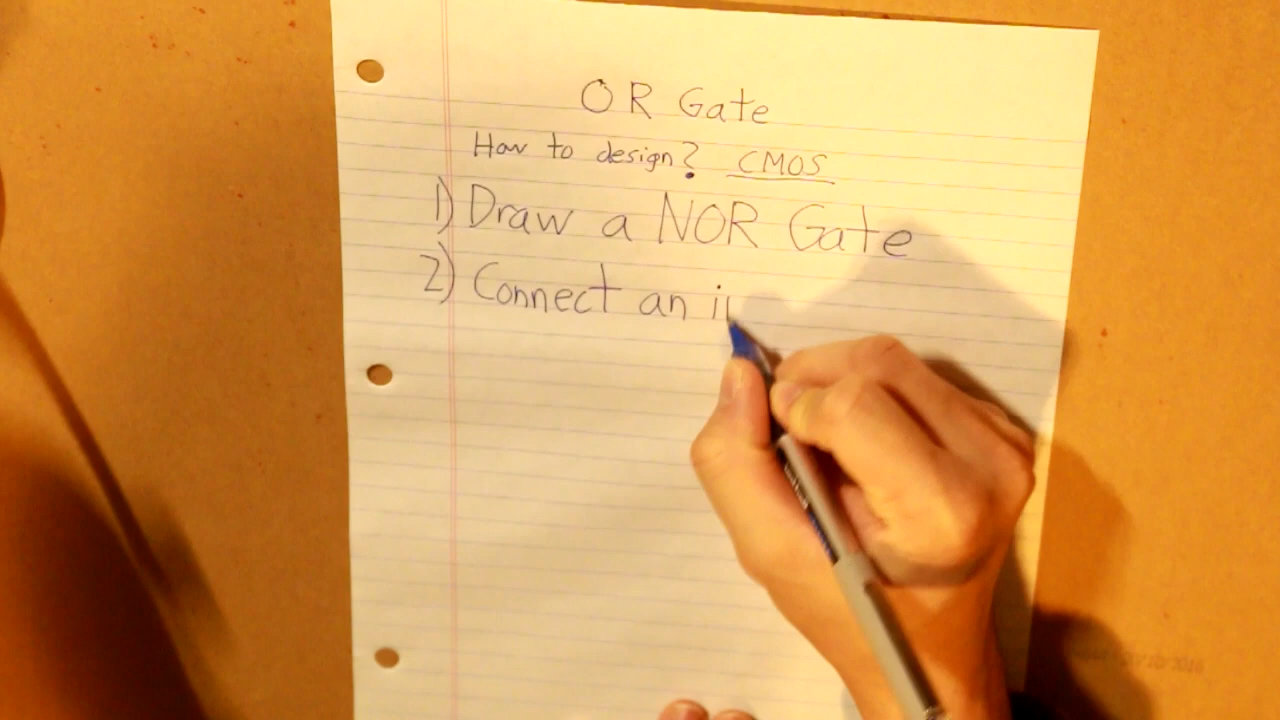 OR Gate
How to design? CMOS
1) Draw a NOR Gate
2) Connect an